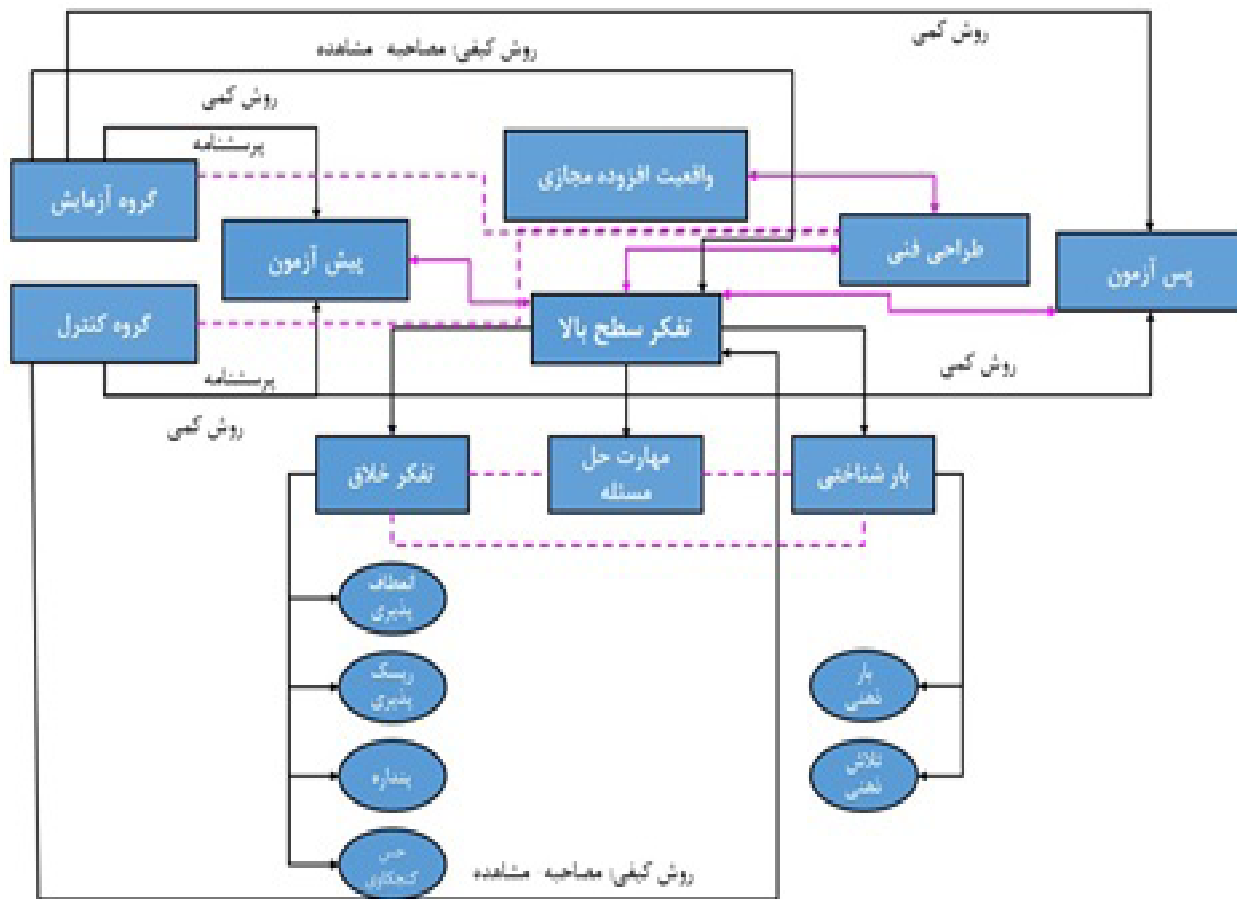 روش کمی
روش کیفی: مصاحبه- مشاهده
روش کمی
پرسشنامه
گروه آزمایش
واقعیت افزوده مجازی
پیش آزمون
طراحی فنی
پس آزمون
گروه کنترل
تفکر سطح بالا
پرسشنامه
روش کمی
روش کمی
تفکر خلاق
مهارت حل
مسئله
بار شناختی
انعطاف
پذیری
ریسک
پذیری
بار
ذهنی
پنداره
تلاش
ذهنی
حس
کنجکاوی
روش کیفی: مصاحبه- مشاهده